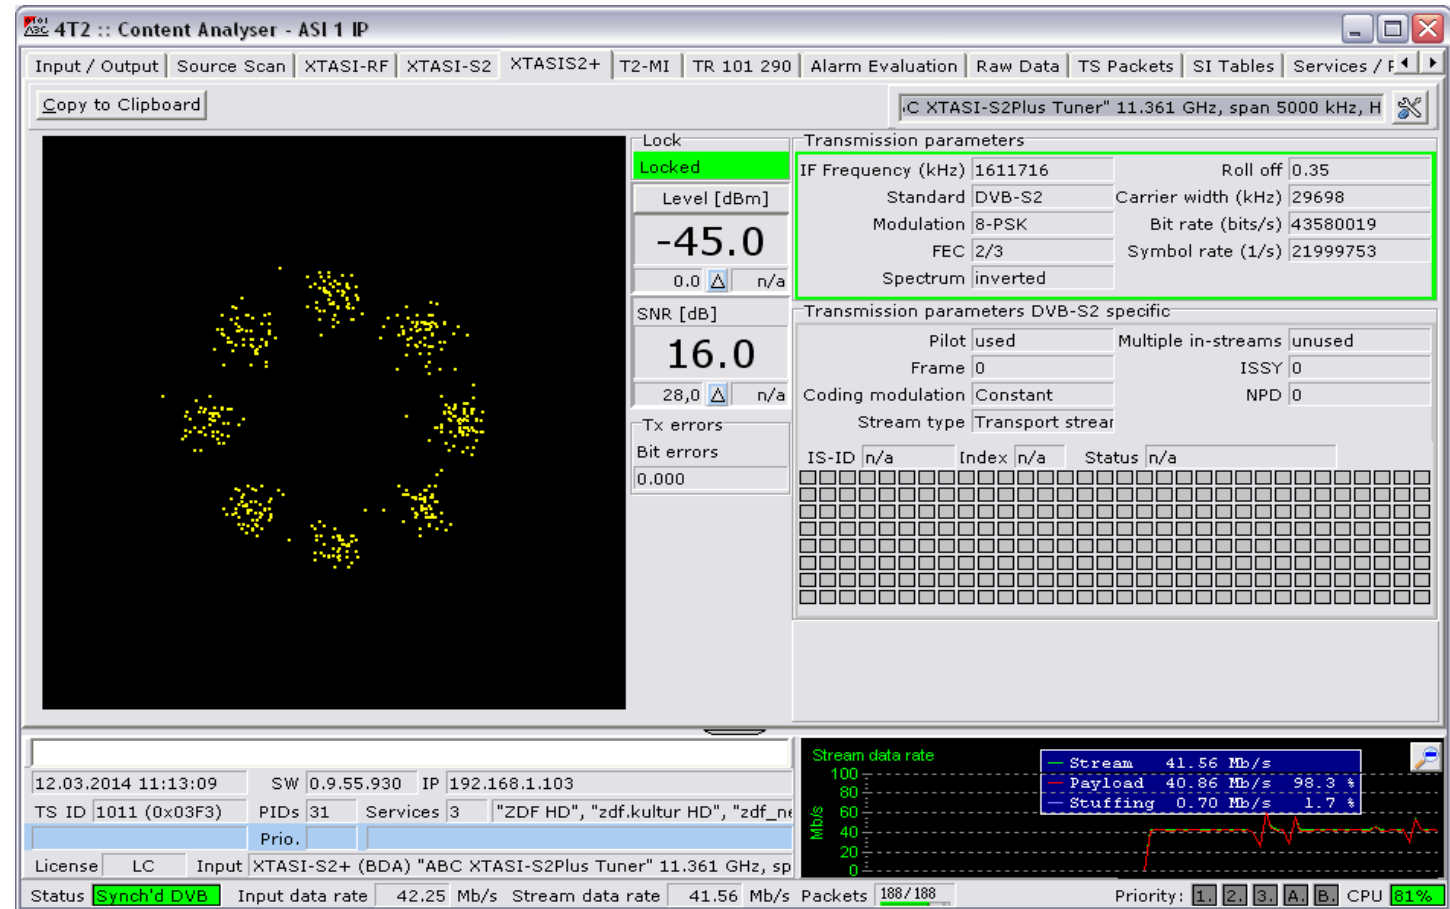 4T2 :: Content Analyser - ASI 1 IP
Input / Output Source Scan XTASI-RF XTASI-S2 XTASIS2+ T2-MI TR 101 290 Alarm Evaluation Raw Data TS Packets SI Tables Services /
Copy to Clipboard
C XTASI-S2Plus Tuner" 11.361 GHz, span 5000 kHz, H
Lock
Locked
Level [dBm]
-45.0
0.0 n/a
SNR [dB]
16.0
28,0 n/a
Tx errors
Bit errors
0.000
Transmission parameters
IF Frequency (kHz) 1611716 Roll off 0.35
Standard DVB-S2 Carrier width (kHz) 29698
Modulation 8-PSK Bit rate (bits/s) 43580019
FEC 2/3 Symbol rate (1/s) 21999753
Spectrum inverted
Transmission parameters DVB-S2 specific
Pilot used Multiple in-streams unused
Frame 0 ISSY 0
Coding modulation Constant NPD 0
Stream type Transport strear
IS-ID n/a Index n/a Status n/a
12.03.2014 11:13:09 SW 0.9.55.930 IP 192.168.1.103
TS ID 1011 (0x03F3) PIDs 31 Services 3 "ZDF HD", "zdf.kultur HD", "zdf_ne
Prio.
License LC Input XTASI-S2+ (BDA) "ABC XTASI-S2Plus Tuner" 11.361 GHz, sp
Stream data rate
Mb/s
100
80
60
40
20
0
Stream 41.56 Mb/s
Payload 40.86 Mb/s 98.3 %
Stuffing 0.70 Mb/s 1.7 %
Status Synch'd DVB Input data rate 42.25 Mb/s Stream data rate 41.56 Mb/s Packets 188/188 Priority: 1. 2. 3. A. B. CPU 81%